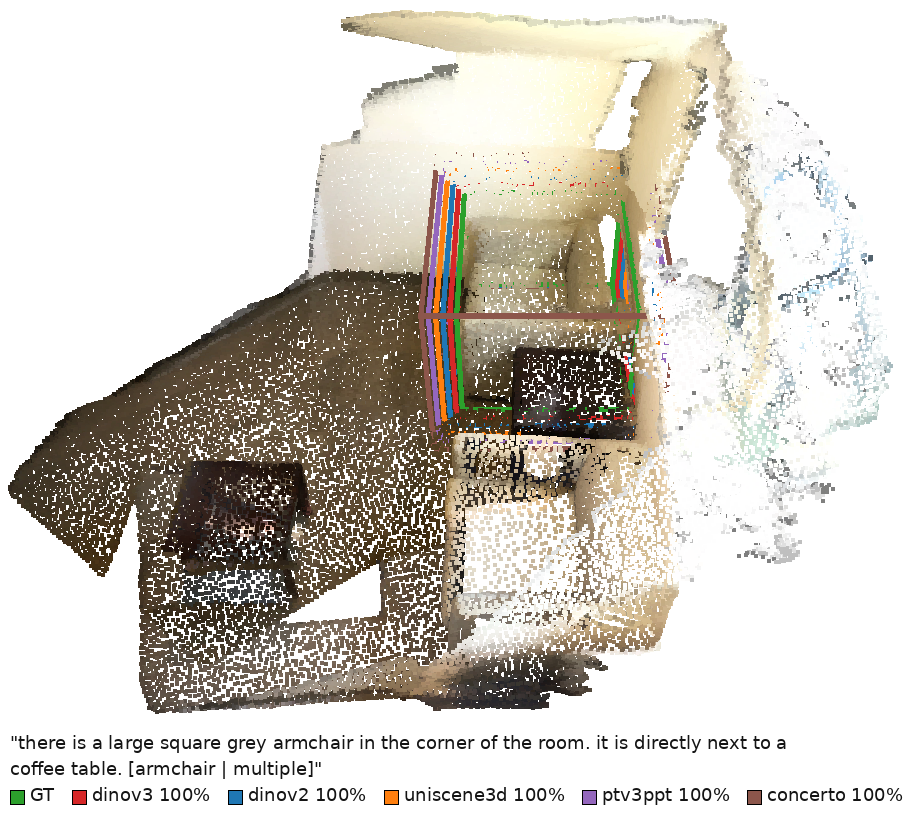 "there is a large square grey armchair in the corner of the room. it is directly next to a
coffee table. [armchair | multiple]"
GT dinov3 100% dinov2 100% uniscene3d 100% ptv3ppt 100% concerto 100%